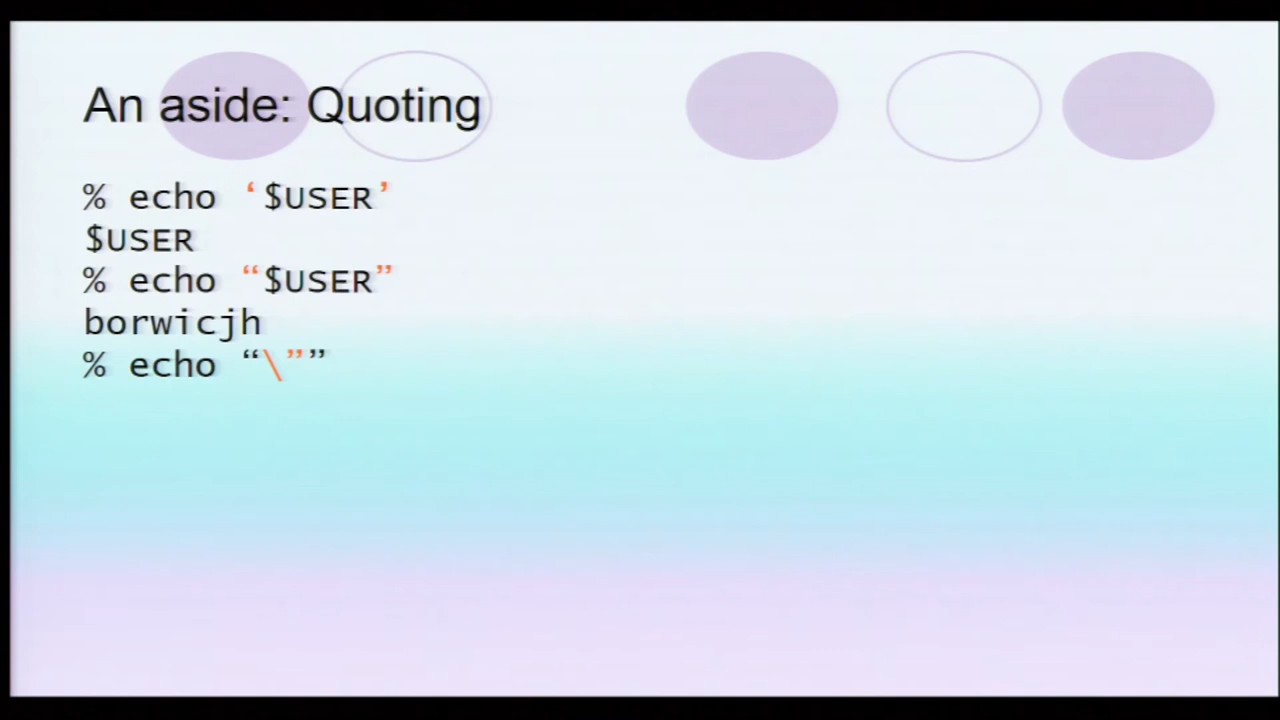 An aside: Quoting
% echo ‘$USER’
$USER
% echo “$USER”
borwicjh
% echo “\””